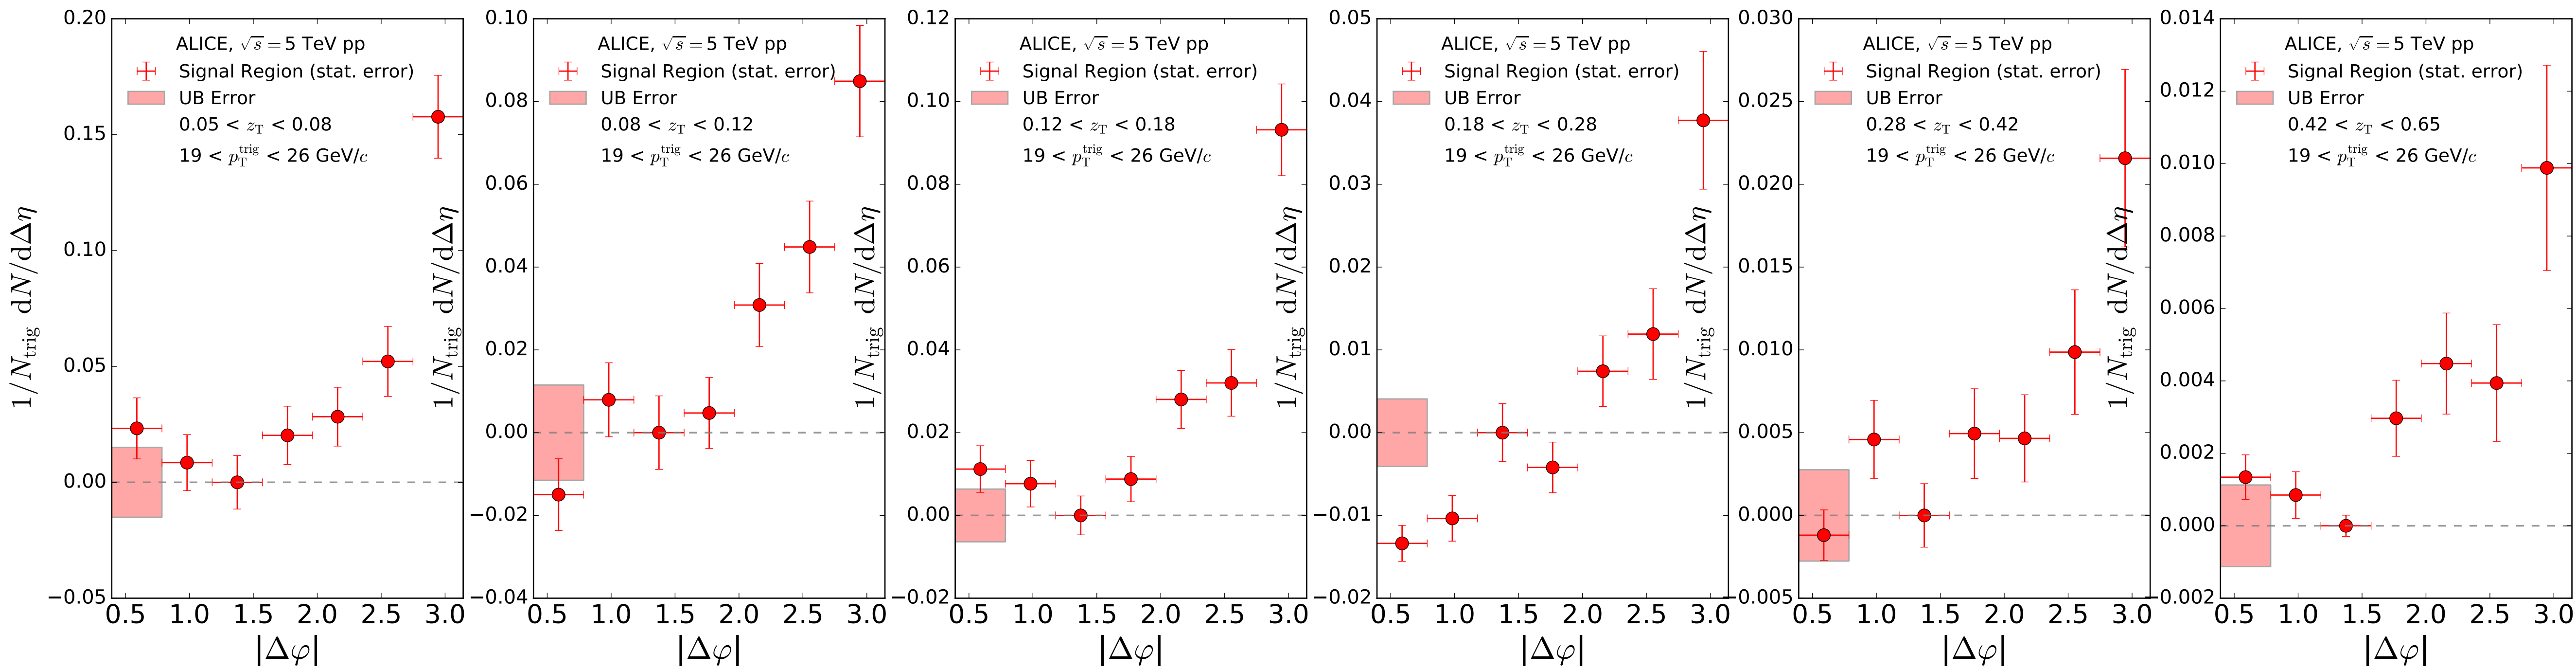 1/N_trig dN/dΔη
0.20
0.15
0.10
0.05
0.00
−0.05
ALICE, √s = 5 TeV pp
Signal Region (stat. error)
UB Error
0.05 < z_T < 0.08
19 < p_T^trig < 26 GeV/c
0.5 1.0 1.5 2.0 2.5 3.0
|Δφ|
1/N_trig dN/dΔη
0.10
0.08
0.06
0.04
0.02
0.00
−0.02
−0.04
ALICE, √s = 5 TeV pp
Signal Region (stat. error)
UB Error
0.08 < z_T < 0.12
19 < p_T^trig < 26 GeV/c
0.5 1.0 1.5 2.0 2.5 3.0
|Δφ|
1/N_trig dN/dΔη
0.12
0.10
0.08
0.06
0.04
0.02
0.00
−0.02
ALICE, √s = 5 TeV pp
Signal Region (stat. error)
UB Error
0.12 < z_T < 0.18
19 < p_T^trig < 26 GeV/c
0.5 1.0 1.5 2.0 2.5 3.0
|Δφ|
1/N_trig dN/dΔη
0.05
0.04
0.03
0.02
0.01
0.00
−0.01
−0.02
ALICE, √s = 5 TeV pp
Signal Region (stat. error)
UB Error
0.18 < z_T < 0.28
19 < p_T^trig < 26 GeV/c
0.5 1.0 1.5 2.0 2.5 3.0
|Δφ|
1/N_trig dN/dΔη
0.030
0.025
0.020
0.015
0.010
0.005
0.000
−0.005
ALICE, √s = 5 TeV pp
Signal Region (stat. error)
UB Error
0.28 < z_T < 0.42
19 < p_T^trig < 26 GeV/c
0.5 1.0 1.5 2.0 2.5 3.0
|Δφ|
1/N_trig dN/dΔη
0.014
0.012
0.010
0.008
0.006
0.004
0.002
0.000
−0.002
ALICE, √s = 5 TeV pp
Signal Region (stat. error)
UB Error
0.42 < z_T < 0.65
19 < p_T^trig < 26 GeV/c
0.5 1.0 1.5 2.0 2.5 3.0
|Δφ|